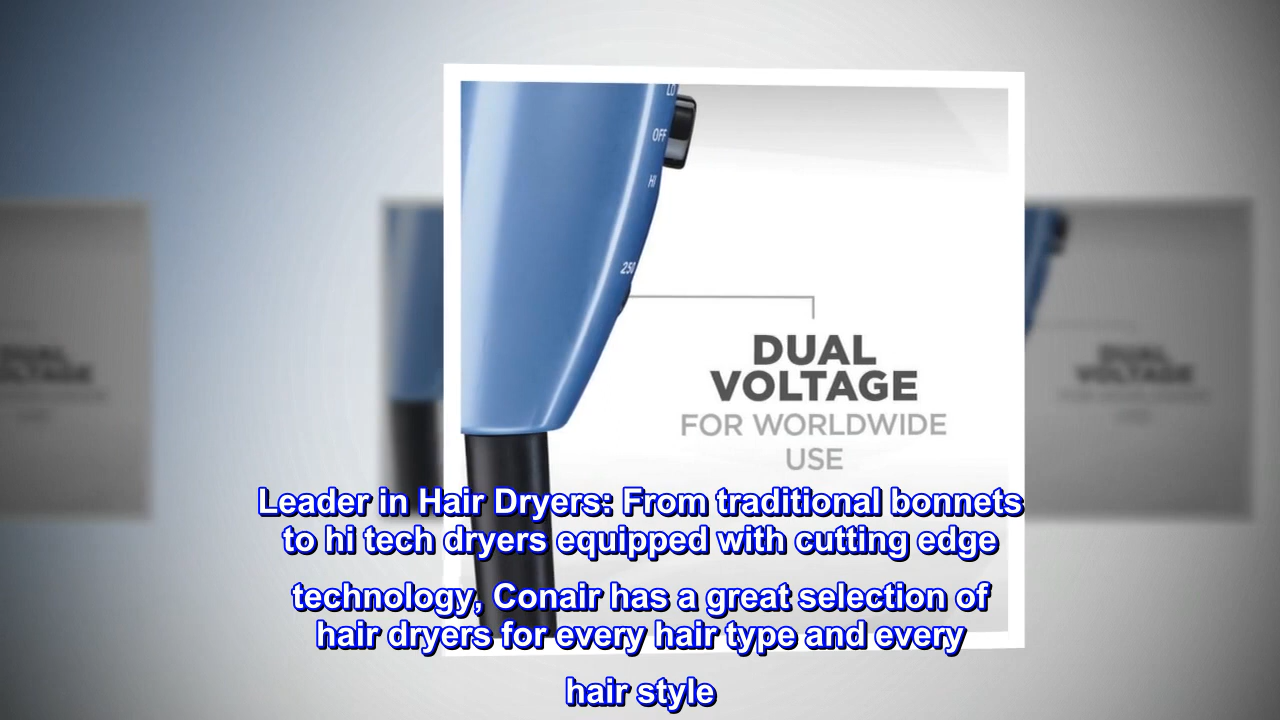 LO
OFF
HI
250
DUAL
VOLTAGE
FOR WORLDWIDE
USE
DUAL
VOLTAGE
Leader in Hair Dryers: From traditional bonnets
to hi tech dryers equipped with cutting edge
technology, Conair has a great selection of
hair dryers for every hair type and every
hair style